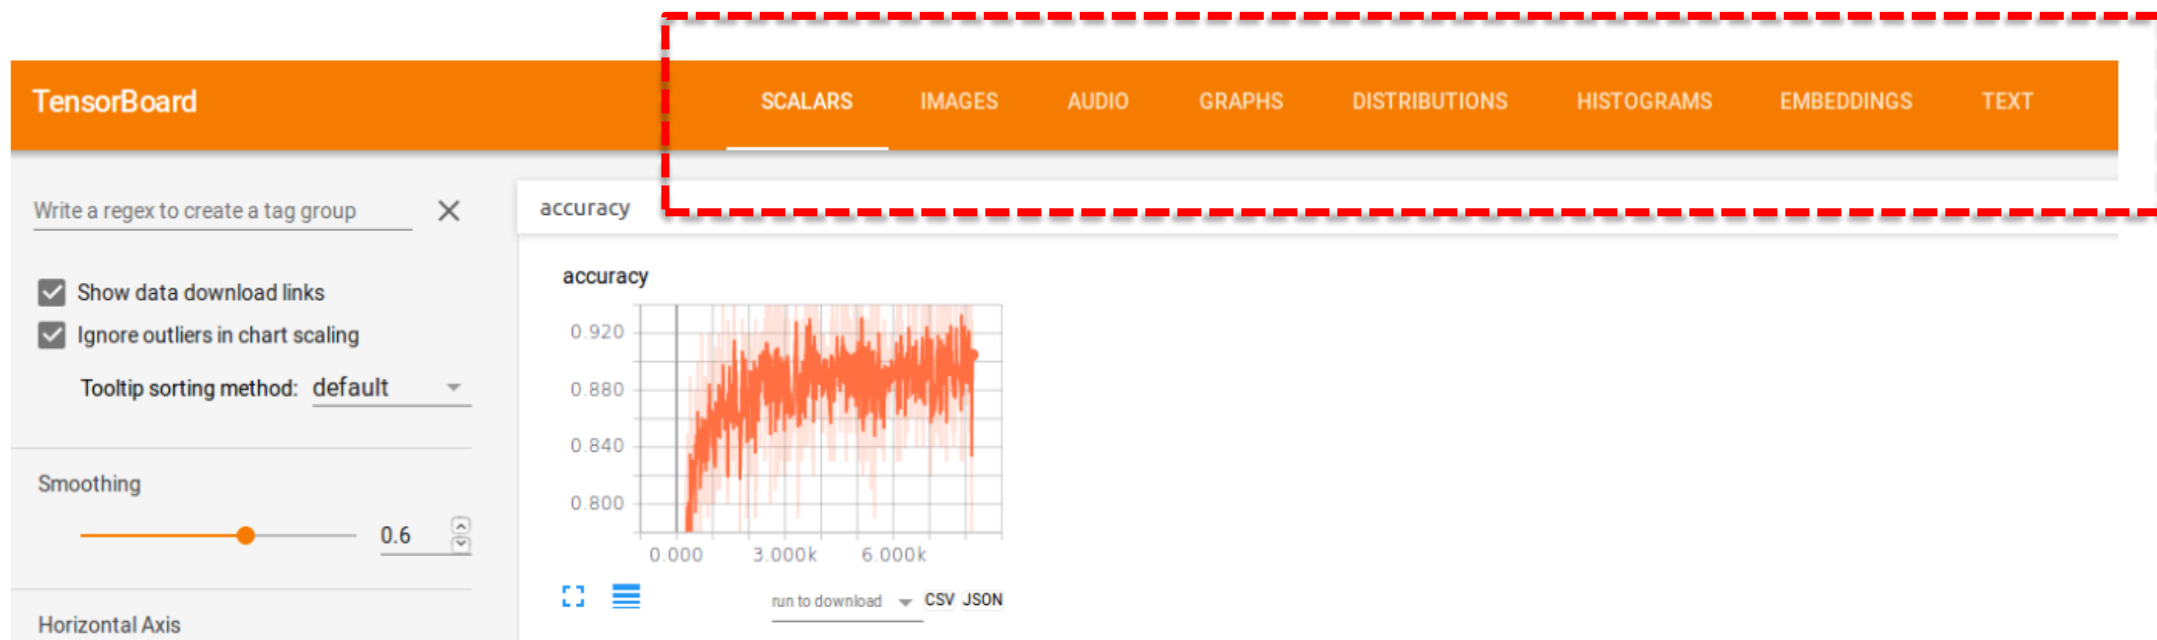 TensorBoard SCALARS IMAGES AUDIO GRAPHS DISTRIBUTIONS HISTOGRAMS EMBEDDINGS TEXT
Write a regex to create a tag group
Show data download links
Ignore outliers in chart scaling
Tooltip sorting method: default
Smoothing
0.6
Horizontal Axis
accuracy
accuracy
0.920
0.880
0.840
0.800
0.000 3.000k 6.000k
run to download CSV JSON